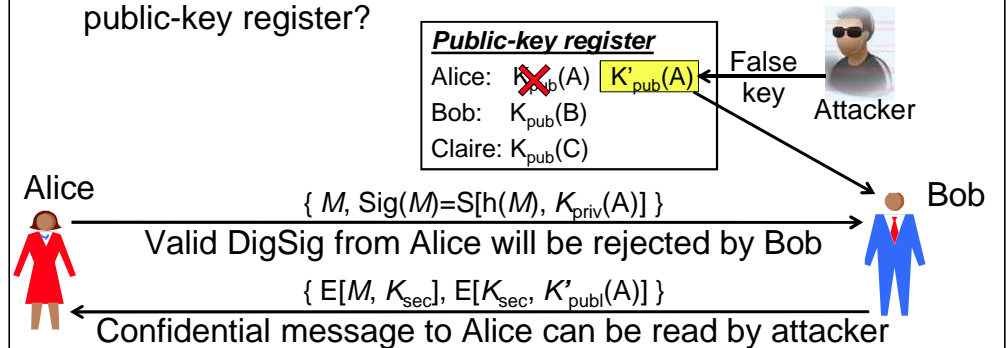 public-key register?
Public-key register
Alice: Kpub(A) K'pub(A)
Bob: Kpub(B)
Claire: Kpub(C)
False
key
Attacker
Alice
Bob
{ M, Sig(M)=S[h(M), Kpriv(A)] }
Valid DigSig from Alice will be rejected by Bob
{ E[M, Ksec], E[Ksec, K'publ(A)] }
Confidential message to Alice can be read by attacker